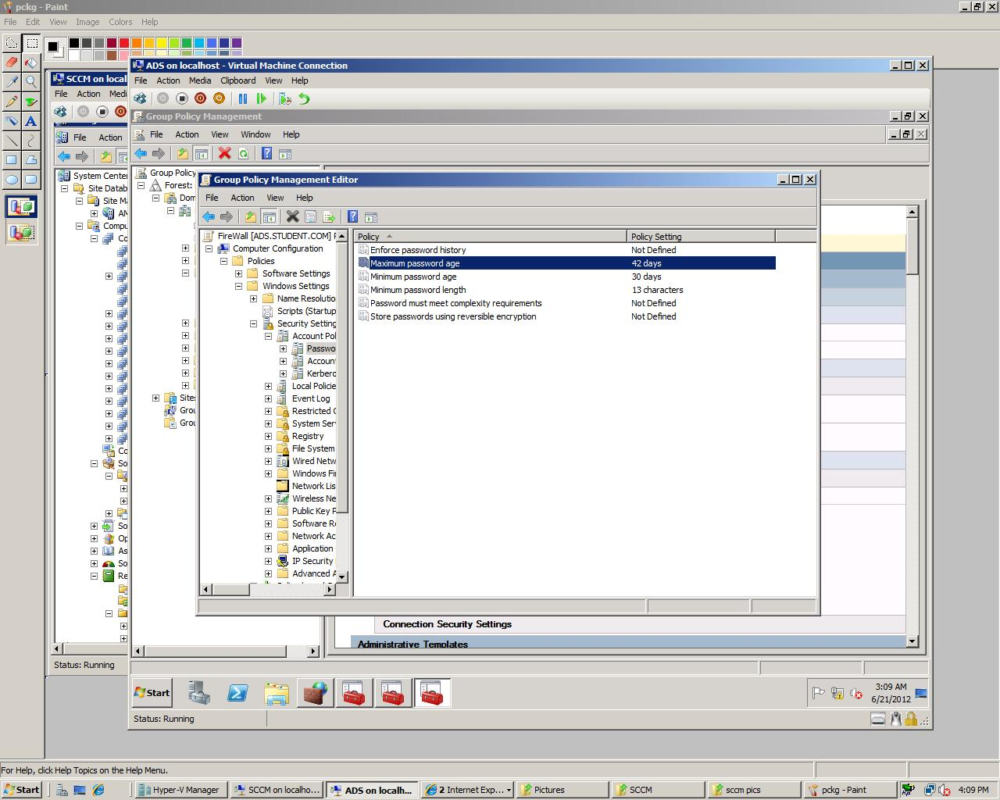 pckg - Paint
File Edit View Image Colors Help
ADS on localhost - Virtual Machine Connection
File Action Media Clipboard View Help
SCCM on local
File Action Medi
Group Policy Management
File Action View Window Help
File Action
Group Policy
Forest:
Dom
Sites
Grou
Grou
System Center
Site Datab
Site Ma
AM
Compu
Co
Co
So
So
Op
As
So
Re
Group Policy Management Editor
File Action View Help
FireWall [ADS.STUDENT.COM] P
Computer Configuration
Policies
Software Settings
Windows Settings
Name Resolutio
Scripts (Startup
Security Setting
Account Pol
Passwo
Accoun
Kerbero
Local Policie
Event Log
Restricted G
System Serv
Registry
File System
Wired Netw
Windows Fi
Network Lis
Wireless Ne
Public Key P
Software Re
Network Ac
Application
IP Security
Advanced A
Policy Policy Setting
Enforce password history Not Defined
Maximum password age 42 days
Minimum password age 30 days
Minimum password length 13 characters
Password must meet complexity requirements Not Defined
Store passwords using reversible encryption Not Defined
Connection Security Settings
Administrative Templates
Status: Running
Start
3:09 AM
6/21/2012
Status: Running
For Help, click Help Topics on the Help Menu.
Start Hyper-V Manager SCCM on localho... ADS on localh... 2 Internet Exp... Pictures SCCM sccm pics pckg - Paint 4:09 PM